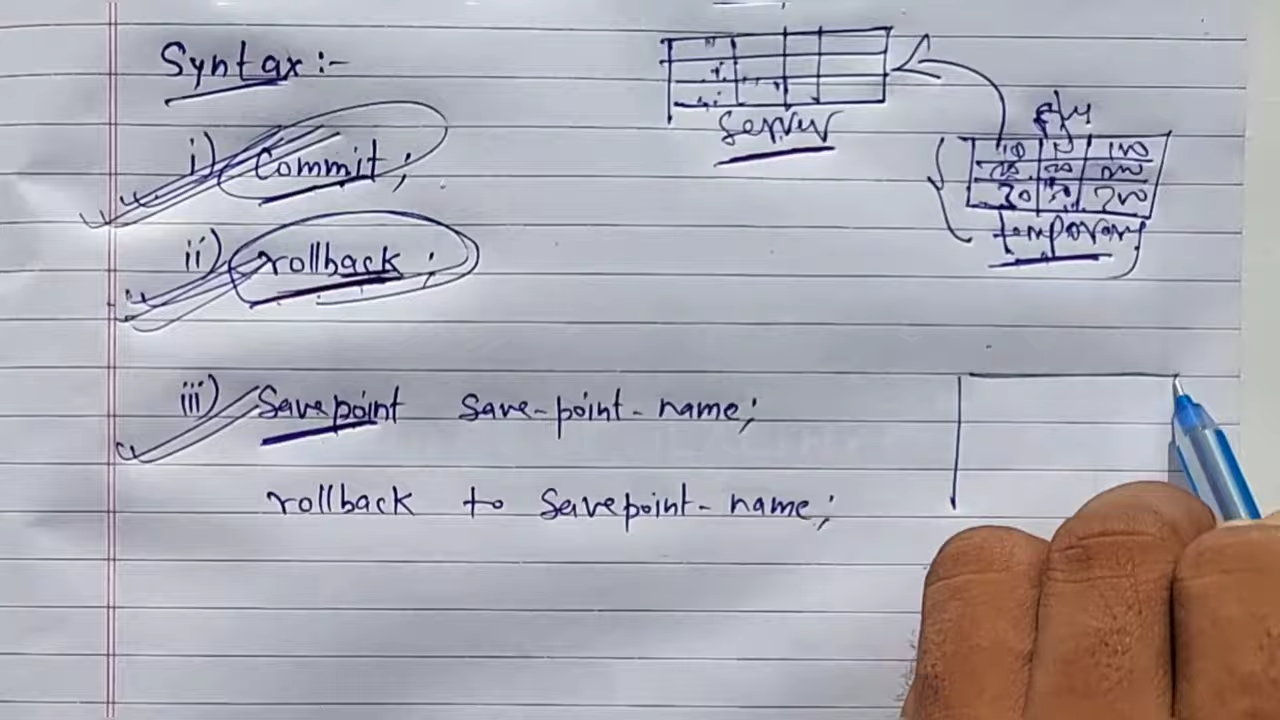 Syntax :-
Server
i) Commit ;
temporary
ii) rollback ;
iii) Savepoint Save-point-name;
rollback to Savepoint-name;